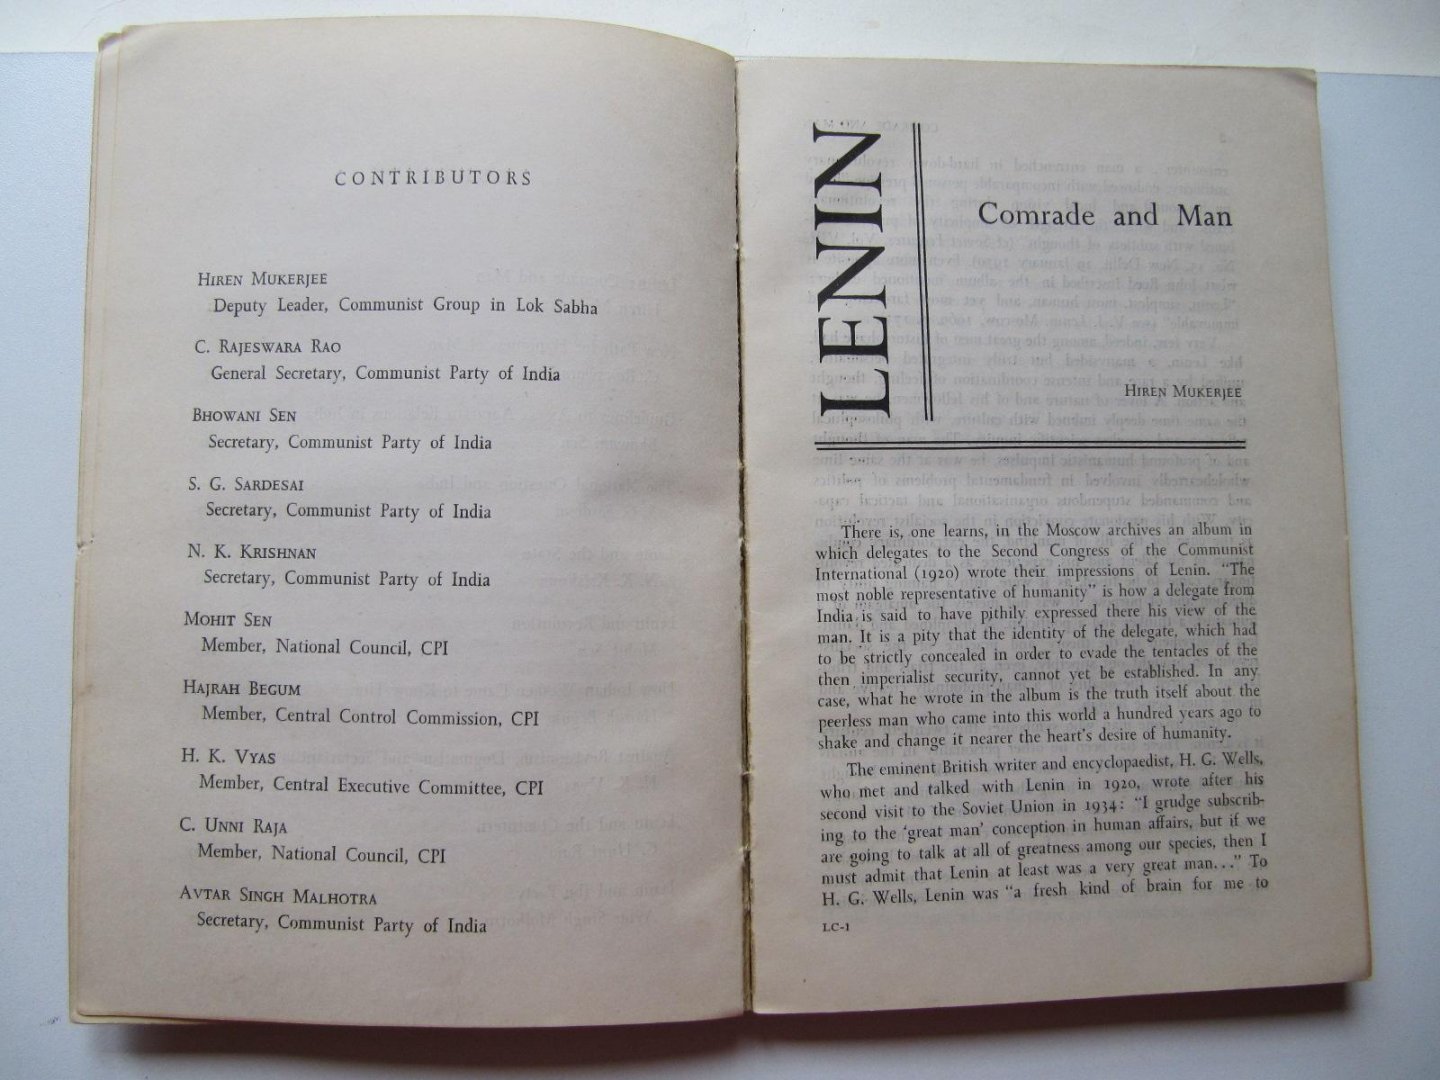 CONTRIBUTORS
HIREN MUKERJEE
Deputy Leader, Communist Group in Lok Sabha
C. RAJESWARA RAO
General Secretary, Communist Party of India
BHOWANI SEN
Secretary, Communist Party of India
S. G. SARDESAI
Secretary, Communist Party of India
N. K. KRISHNAN
Secretary, Communist Party of India
MOHIT SEN
Member, National Council, CPI
HAJRAH BEGUM
Member, Central Control Commission, CPI
H. K. VYAS
Member, Central Executive Committee, CPI
C. UNNI RAJA
Member, National Council, CPI
AVTAR SINGH MALHOTRA
Secretary, Communist Party of India
LENIN
Comrade and Man
HIREN MUKERJEE
There is, one learns, in the Moscow archives an album in
which delegates to the Second Congress of the Communist
International (1920) wrote their impressions of Lenin. “The
most noble representative of humanity” is how a delegate from
India is said to have pithily expressed there his view of the
man. It is a pity that the identity of the delegate, which had
to be strictly concealed in order to evade the tentacles of the
then imperialist security, cannot yet be established. In any
case, what he wrote in the album is the truth itself about the
peerless man who came into this world a hundred years ago to
shake and change it nearer the heart’s desire of humanity.
The eminent British writer and encyclopaedist, H. G. Wells,
who met and talked with Lenin in 1920, wrote after his
second visit to the Soviet Union in 1934: “I grudge subscrib-
ing to the ‘great man’ conception in human affairs, but if we
are going to talk at all of greatness among our species, then I
must admit that Lenin at least was a very great man...” To
H. G. Wells, Lenin was “a fresh kind of brain for me to
LC-1